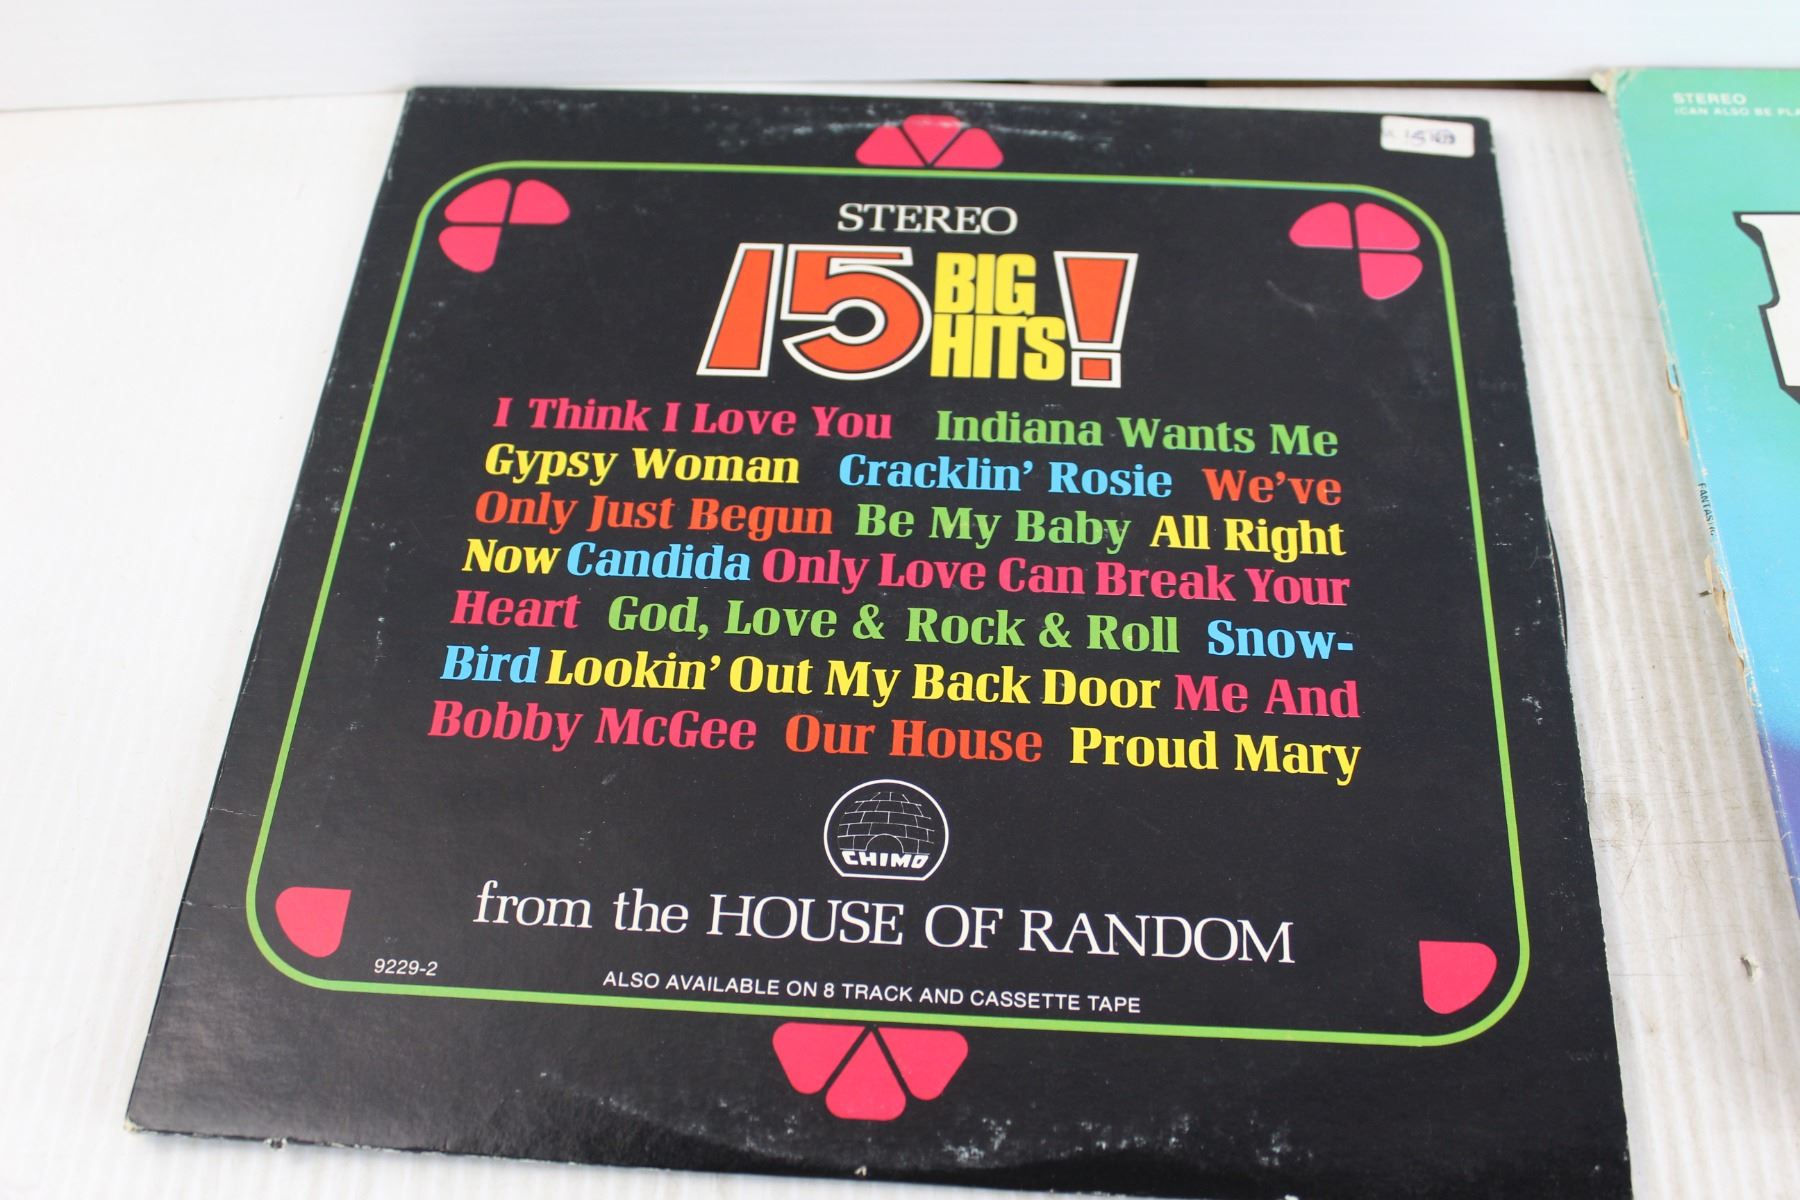 STEREO
15 BIG HITS!
I Think I Love You Indiana Wants Me
Gypsy Woman Cracklin' Rosie We've
Only Just Begun Be My Baby All Right
Now Candida Only Love Can Break Your
Heart God, Love & Rock & Roll Snow-
Bird Lookin' Out My Back Door Me And
Bobby McGee Our House Proud Mary
CHIMO
from the HOUSE OF RANDOM
9229-2
ALSO AVAILABLE ON 8 TRACK AND CASSETTE TAPE
STEREO
(CAN ALSO BE